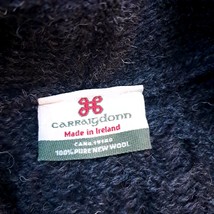 carraigdonn
Made in Ireland
100% PURE NEW WOOL